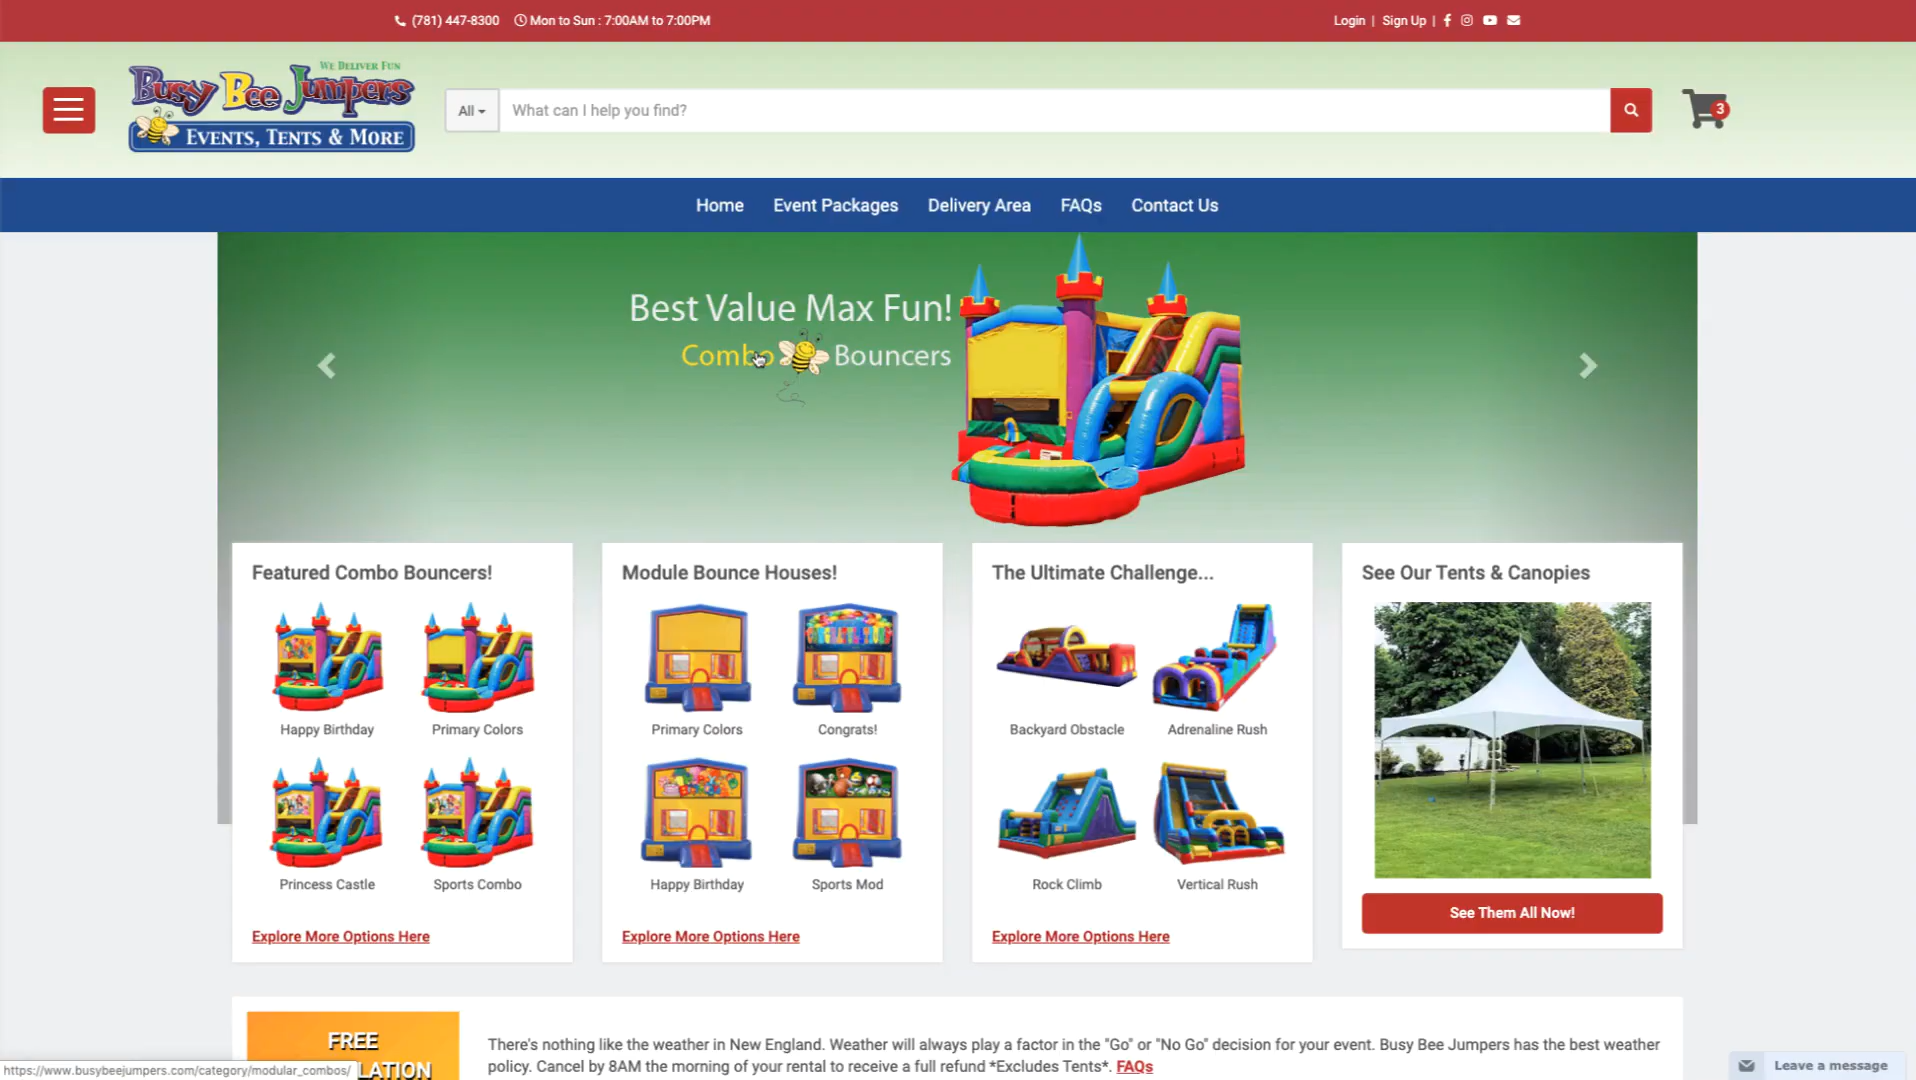 (781) 447-8300 Mon to Sun : 7:00AM to 7:00PM
Login | Sign Up |
WE DELIVER FUN
Busy Bee Jumpers
EVENTS, TENTS & MORE
All
What can I help you find?
3
Home Event Packages Delivery Area FAQs Contact Us
Best Value Max Fun!
Combo Bouncers
Featured Combo Bouncers!
Happy Birthday
Primary Colors
Princess Castle
Sports Combo
Explore More Options Here
Module Bounce Houses!
Primary Colors
Congrats!
Happy Birthday
Sports Mod
Explore More Options Here
The Ultimate Challenge...
Backyard Obstacle
Adrenaline Rush
Rock Climb
Vertical Rush
Explore More Options Here
See Our Tents & Canopies
See Them All Now!
FREE
LATION
There's nothing like the weather in New England. Weather will always play a factor in the "Go" or "No Go" decision for your event. Busy Bee Jumpers has the best weather
policy. Cancel by 8AM the morning of your rental to receive a full refund *Excludes Tents*. FAQs
https://www.busybeejumpers.com/category/modular_combos/
Leave a message